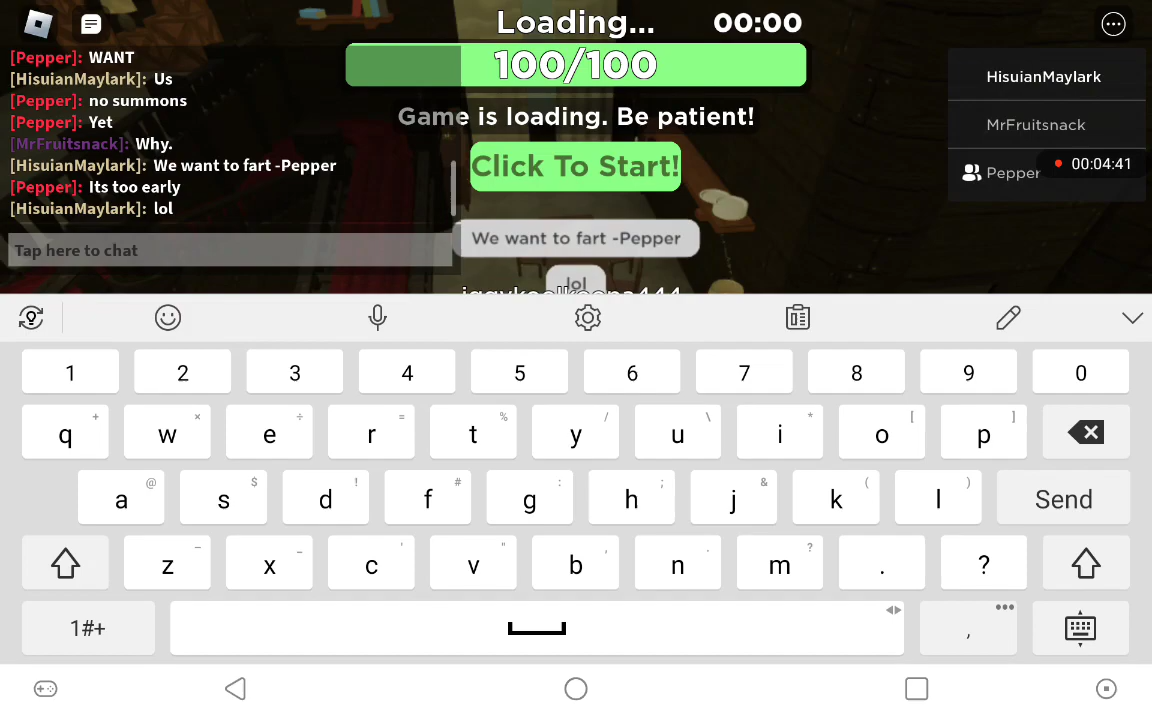 Loading... 00:00
100/100
Game is loading. Be patient!
Click To Start!
[Pepper]: WANT
[HisuianMaylark]: Us
[Pepper]: no summons
[Pepper]: Yet
[MrFruitsnack]: Why.
[HisuianMaylark]: We want to fart -Pepper
[Pepper]: Its too early
[HisuianMaylark]: lol
Tap here to chat
We want to fart -Pepper
lol
HisuianMaylark
MrFruitsnack
Pepper
00:04:41
1 2 3 4 5 6 7 8 9 0
+ × ÷ = % / \ * [ ]
q w e r t y u i o p
@ $ ! # : ; & ( )
a s d f g h j k l Send
z x c v b n m . ?
1#+ ,